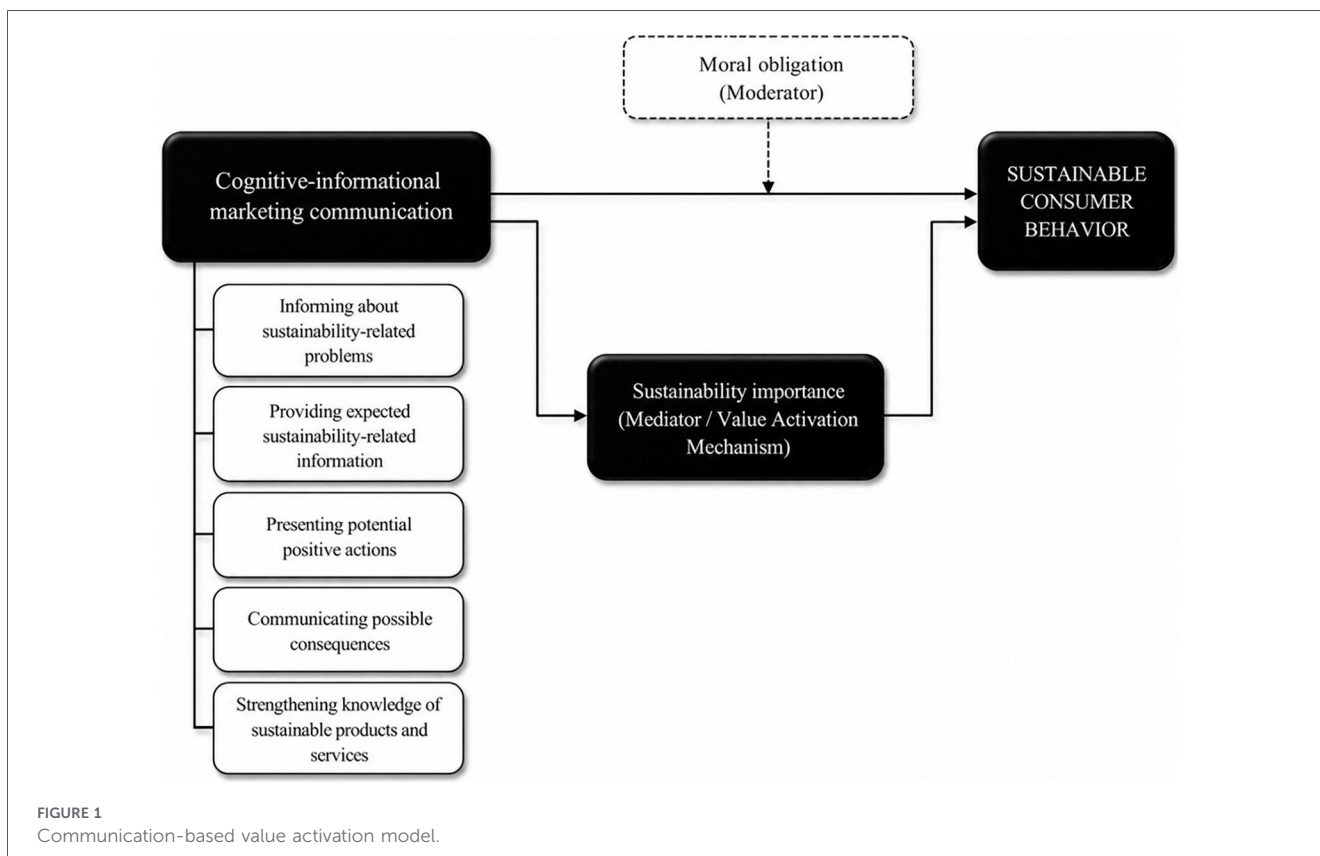 Moral obligation
(Moderator)
Cognitive-informational
marketing communication
SUSTAINABLE
CONSUMER
BEHAVIOR
Informing about
sustainability-related
problems
Providing expected
sustainability-related
information
Presenting potential
positive actions
Communicating possible
consequences
Strengthening knowledge of
sustainable products and
services
Sustainability importance
(Mediator / Value Activation
Mechanism)
FIGURE 1
Communication-based value activation model.